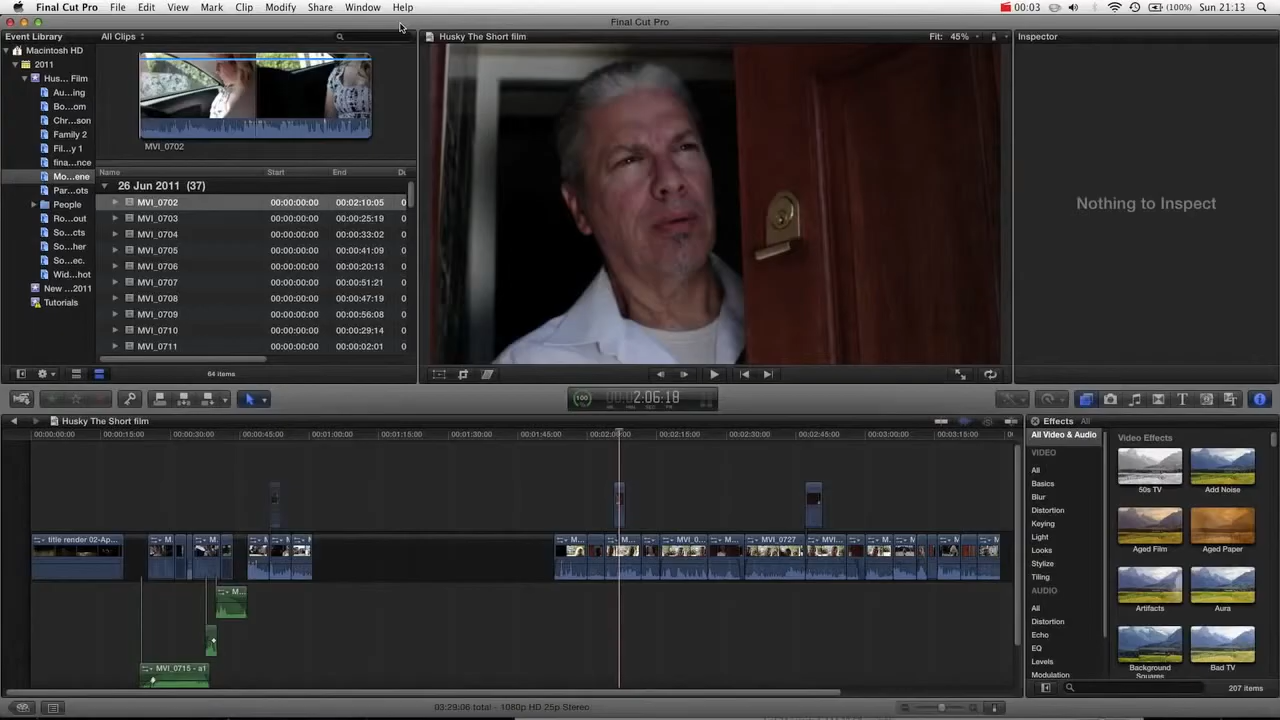 Final Cut Pro File Edit View Mark Clip Modify Share Window Help 00:03 (100%) Sun 21:13
Final Cut Pro
Event Library All Clips Husky The Short film Fit: 45% Inspector
Macintosh HD
2011
Hus... Film
Au...ing
Bo...om
Chr...son
Family 2
Fil...y 1
fina...nce
Mo...ene
Par...ots
People
Ro...out
So...cts
So...her
So...ec.
Wid...hot
New ...2011
Tutorials
MVI_0702
Name Start End Du
26 Jun 2011 (37)
MVI_0702 00:00:00:00 00:02:10:05 0
MVI_0703 00:00:00:00 00:00:25:19 0
MVI_0704 00:00:00:00 00:00:33:02 0
MVI_0705 00:00:00:00 00:00:41:09 0
MVI_0706 00:00:00:00 00:00:20:13 0
MVI_0707 00:00:00:00 00:00:51:21 0
MVI_0708 00:00:00:00 00:00:47:19 0
MVI_0709 00:00:00:00 00:00:56:08 0
MVI_0710 00:00:00:00 00:00:29:14 0
MVI_0711 00:00:00:00 00:00:02:01 0
64 items
Nothing to Inspect
100 00:00:2:06:18
Husky The Short film
00:00:00:00 00:00:15:00 00:00:30:00 00:00:45:00 00:01:00:00 00:01:15:00 00:01:30:00 00:01:45:00 00:02:00:00 00:02:15:00 00:02:30:00 00:02:45:00 00:03:00:00 00:03:15:00
title render 02-Ap... M. M.. M. M.. M M... M... MVI_0... M... MVI_0727 MVI... M... M... M
M...
MVI_0715 - a1
03:29:06 total - 1080p HD 25p Stereo
Effects All
All Video & Audio
VIDEO
All
Basics
Blur
Distortion
Keying
Light
Looks
Stylize
Tiling
AUDIO
All
Distortion
Echo
EQ
Levels
Modulation
Video Effects
50s TV Add Noise
Aged Film Aged Paper
Artifacts Aura
Background Squares Bad TV
207 items